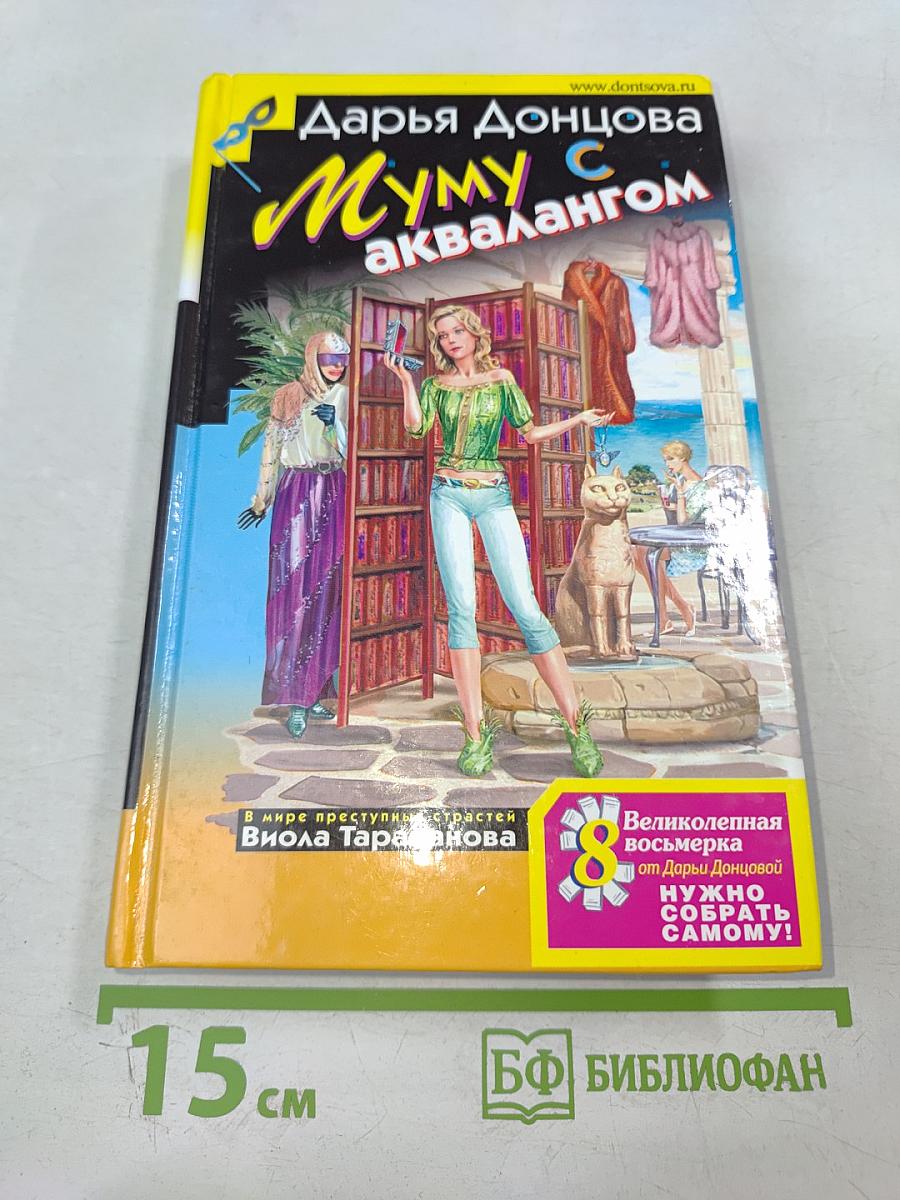 www.dontsova.ru
Дарья Донцова
Муму с
аквалангом
В мире преступных страстей
Виола Тараканова
8
Великолепная
восьмерка
от Дарьи Донцовой
НУЖНО
СОБРАТЬ
САМОМУ!
15 см
БФ БИБЛИОФАН